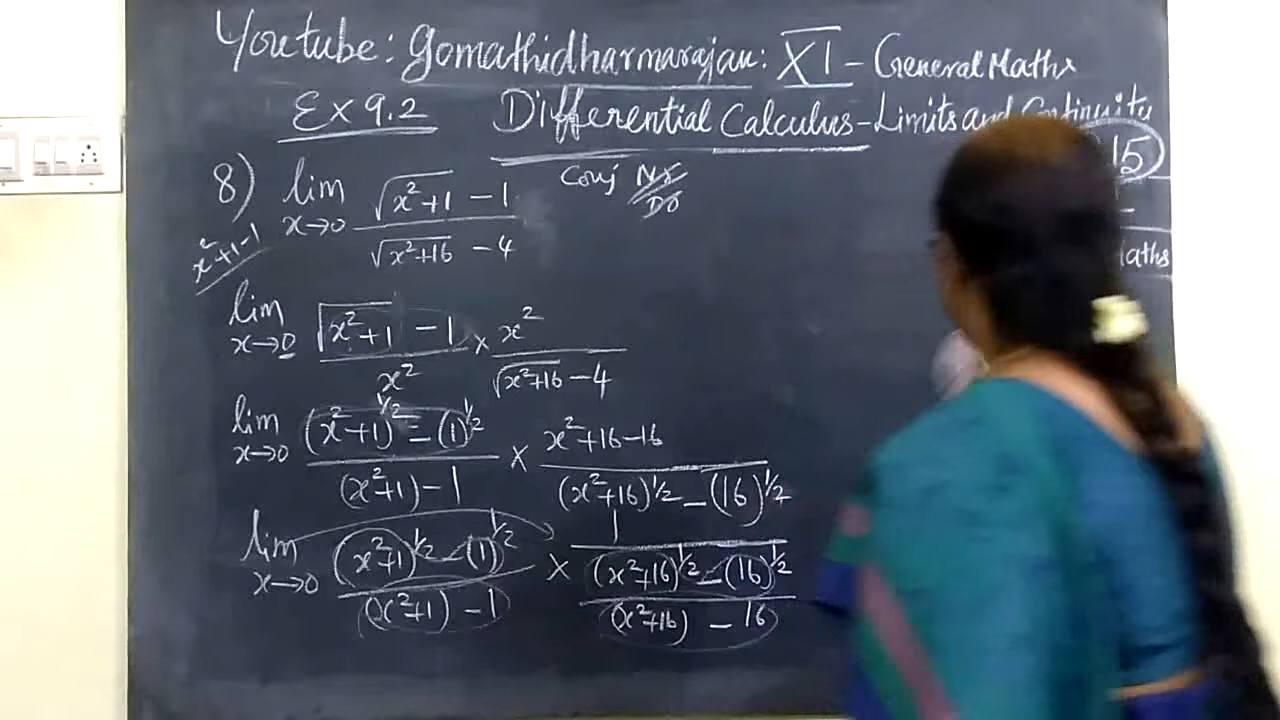 Youtube: Gomathidharmarajan: XI - General Maths
Ex 9.2 Differential Calculus - Limits and Continuity
15
8) lim x→0 (√(x²+1) - 1) / (√(x²+16) - 4)
Conj Nr / Dr
x²+1-1
Maths
lim x→0 (√(x²+1) - 1) / x² × x² / (√(x²+16) - 4)
lim x→0 ((x²+1)^½ - (1)^½) / ((x²+1) - 1) × (x²+16-16) / ((x²+16)^½ - (16)^½)
lim x→0 ((x²+1)^½ - (1)^½) / ((x²+1) - 1) × 1 / (((x²+16)^½ - (16)^½) / ((x²+16) - 16))